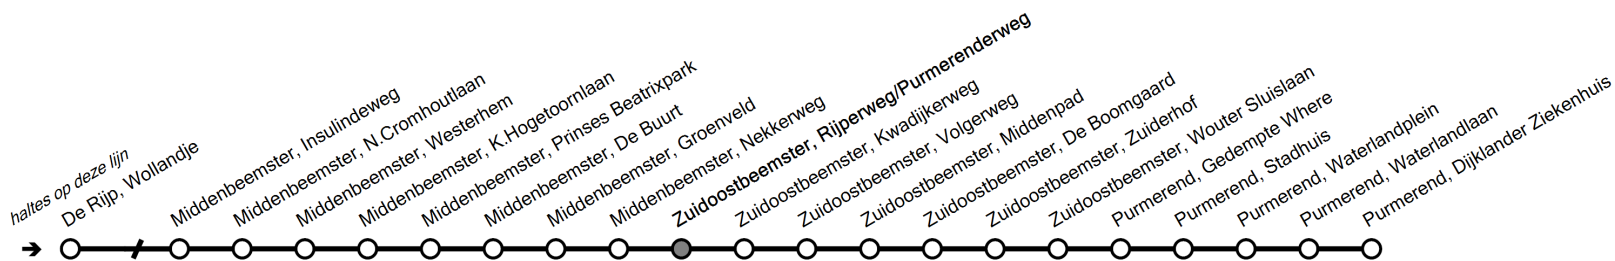 haltes op deze lijn
De Rijp, Wollandje
Middenbeemster, Insulindeweg
Middenbeemster, N.Cromhoutlaan
Middenbeemster, Westerhem
Middenbeemster, K.Hogetoornlaan
Middenbeemster, Prinses Beatrixpark
Middenbeemster, De Buurt
Middenbeemster, Groenveld
Middenbeemster, Nekkerweg
Zuidoostbeemster, Rijperweg/Purmerenderweg
Zuidoostbeemster, Kwadijkerweg
Zuidoostbeemster, Volgerweg
Zuidoostbeemster, Middenpad
Zuidoostbeemster, De Boomgaard
Zuidoostbeemster, Zuiderhof
Zuidoostbeemster, Wouter Sluislaan
Purmerend, Gedempte Where
Purmerend, Stadhuis
Purmerend, Waterlandplein
Purmerend, Waterlandlaan
Purmerend, Dijklander Ziekenhuis